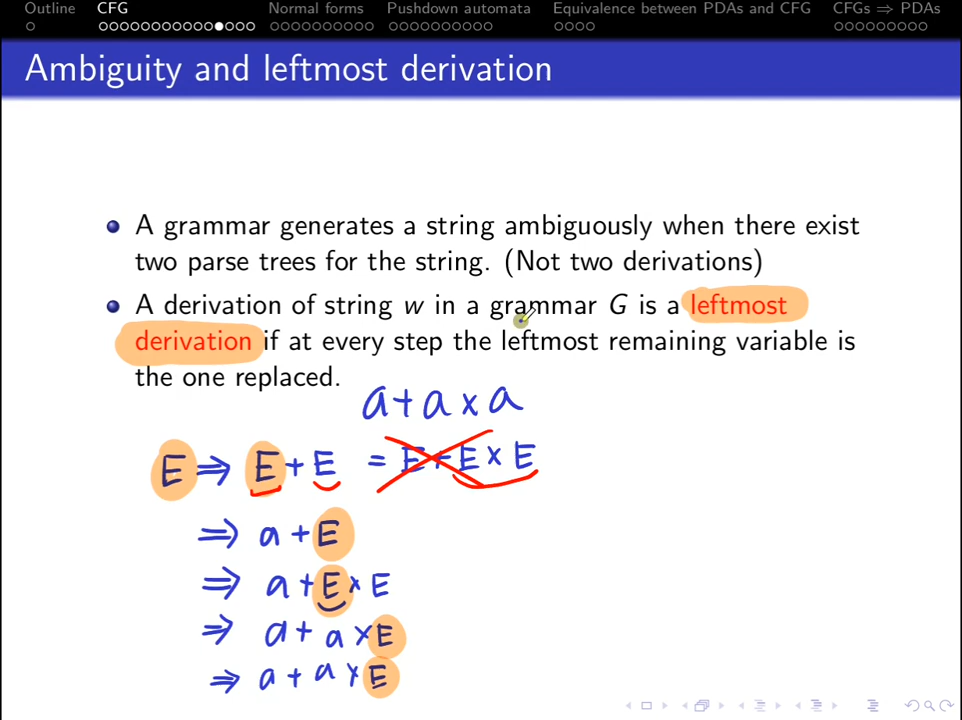 Outline CFG Normal forms Pushdown automata Equivalence between PDAs and CFG CFGs ⇒ PDAs
Ambiguity and leftmost derivation
A grammar generates a string ambiguously when there exist
two parse trees for the string. (Not two derivations)
A derivation of string w in a grammar G is a leftmost
derivation if at every step the leftmost remaining variable is
the one replaced.
a+a×a
E ⇒ E + E = E + E × E
⇒ a + E
⇒ a + E × E
⇒ a + a × E
⇒ a + a × E